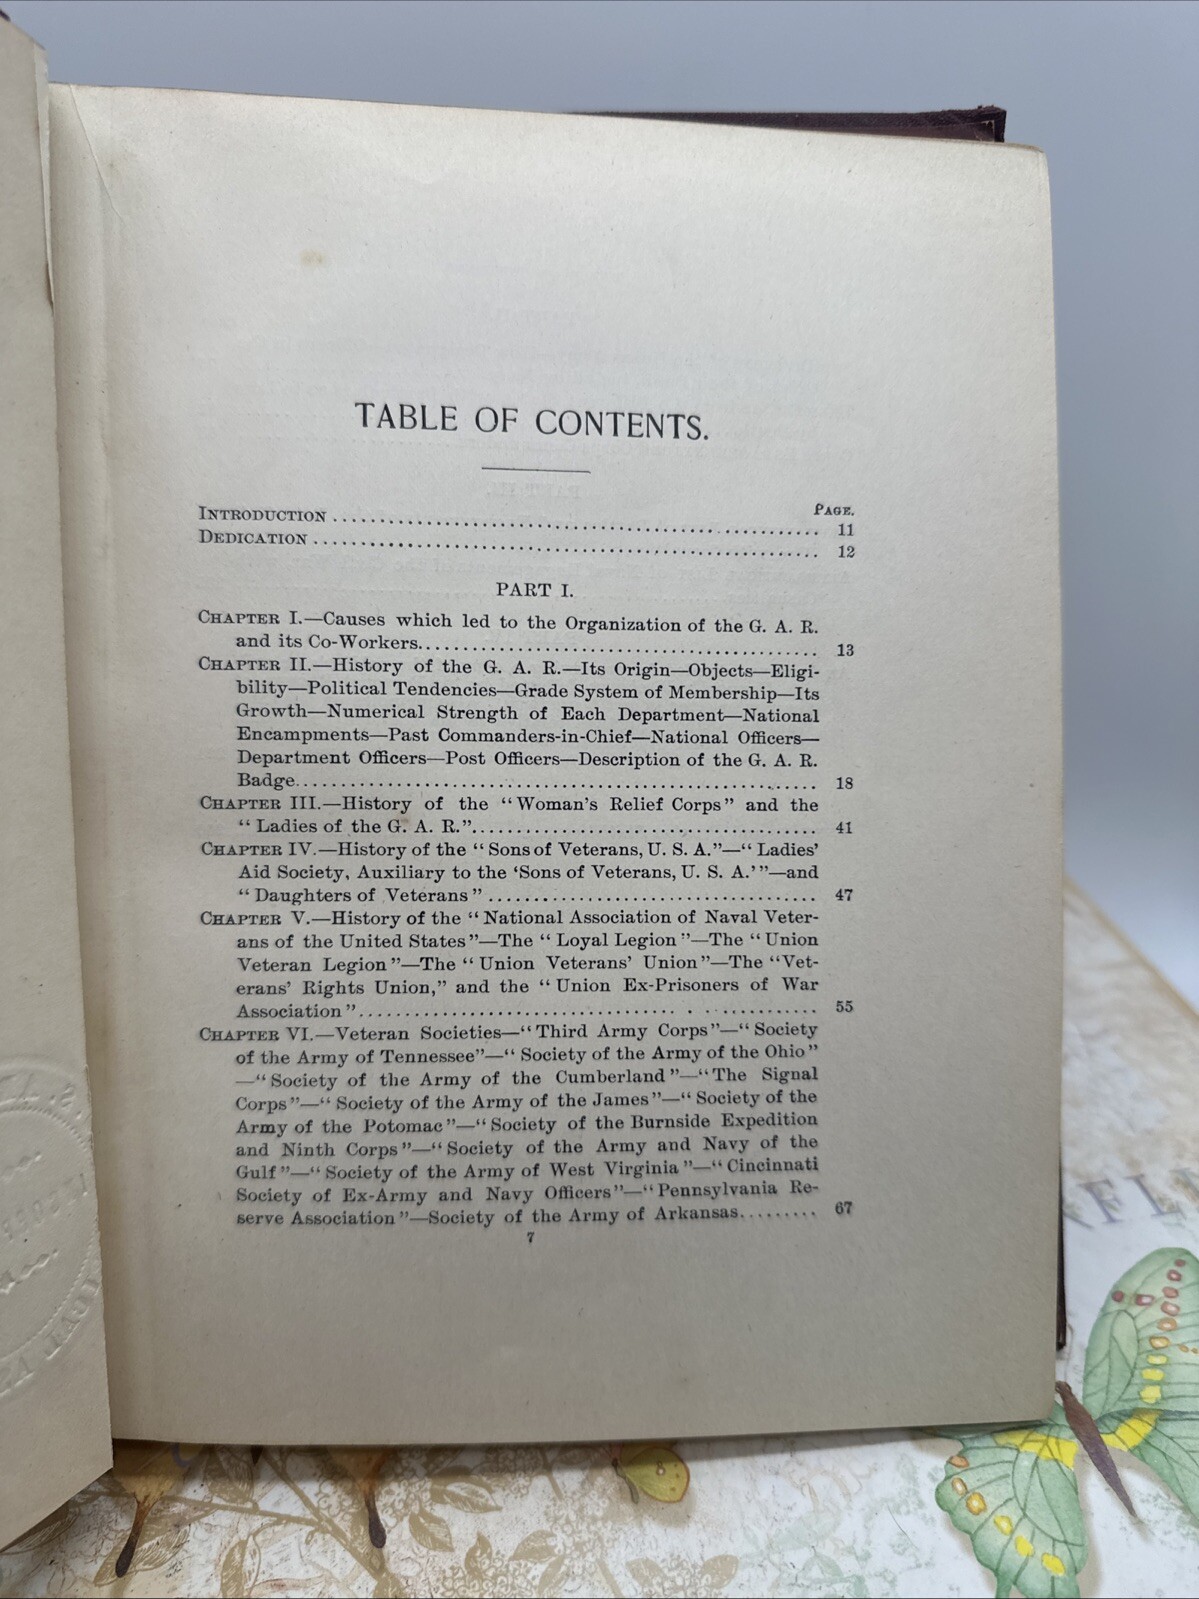 TABLE OF CONTENTS.
PAGE.
INTRODUCTION ........................................................ 11
DEDICATION ........................................................ 12
PART I.
CHAPTER I.—Causes which led to the Organization of the G. A. R.
and its Co-Workers........................................ 13
CHAPTER II.—History of the G. A. R.—Its Origin—Objects—Eligi-
bility—Political Tendencies—Grade System of Membership—Its
Growth—Numerical Strength of Each Department—National
Encampments—Past Commanders-in-Chief—National Officers—
Department Officers—Post Officers—Description of the G. A. R.
Badge........................................................ 18
CHAPTER III.—History of the “Woman's Relief Corps” and the
“Ladies of the G. A. R.”........................................ 41
CHAPTER IV.—History of the “Sons of Veterans, U. S. A.”—“Ladies'
Aid Society, Auxiliary to the ‘Sons of Veterans, U. S. A.’”—and
“Daughters of Veterans” ........................................ 47
CHAPTER V.—History of the “National Association of Naval Veter-
ans of the United States”—The “Loyal Legion”—The “Union
Veteran Legion”—The “Union Veterans' Union”—The “Vet-
erans' Rights Union,” and the “Union Ex-Prisoners of War
Association”........................................ 55
CHAPTER VI.—Veteran Societies—“Third Army Corps”—“Society
of the Army of Tennessee”—“Society of the Army of the Ohio”
—“Society of the Army of the Cumberland”—“The Signal
Corps”—“Society of the Army of the James”—“Society of the
Army of the Potomac”—“Society of the Burnside Expedition
and Ninth Corps”—“Society of the Army and Navy of the
Gulf”—“Society of the Army of West Virginia”—“Cincinnati
Society of Ex-Army and Navy Officers”—“Pennsylvania Re-
serve Association”—Society of the Army of Arkansas......... 67
7